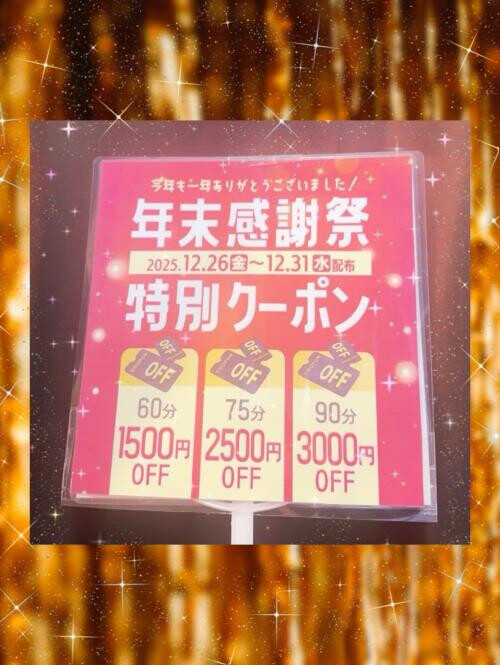 今年も一年ありがとうございました!
年末感謝祭
2025.12.26金〜12.31水配布
特別クーポン
OFF OFF OFF
OFF OFF OFF
60分 75分 90分
1500円 2500円 3000円
OFF OFF OFF